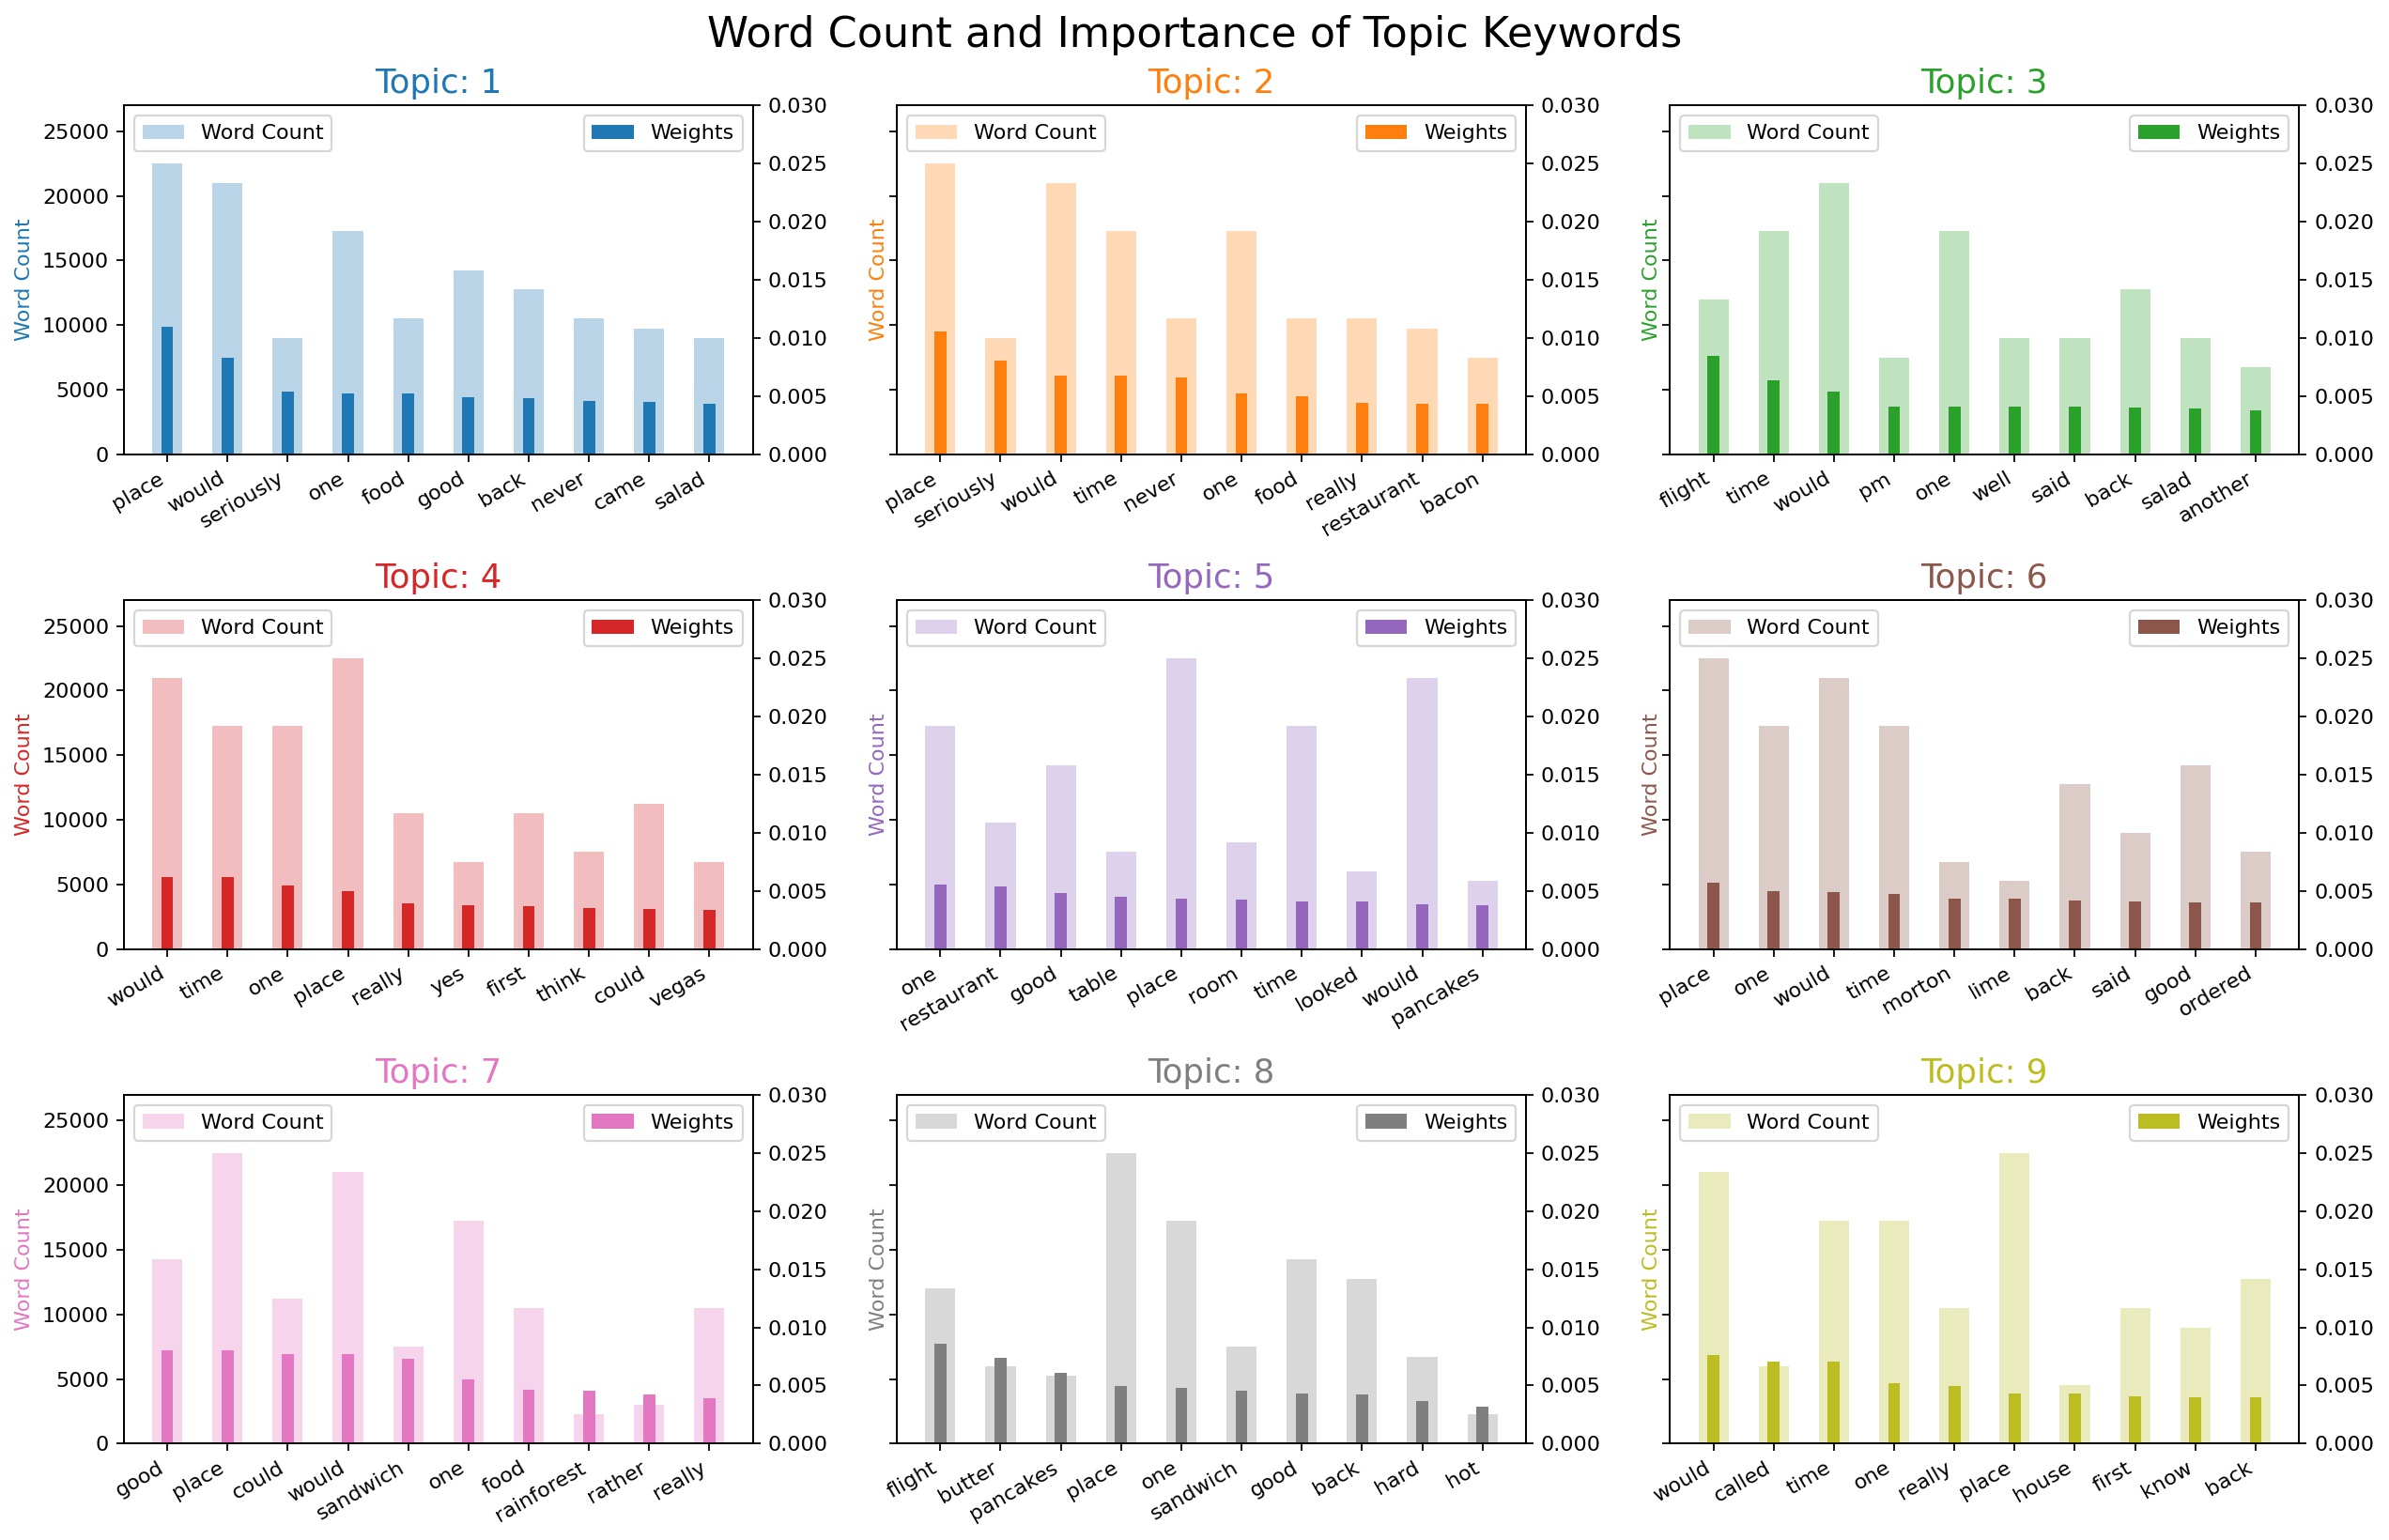 Word Count and Importance of Topic Keywords
Topic: 1
Word Count
Weights
Word Count
25000
20000
15000
10000
5000
0
0.030
0.025
0.020
0.015
0.010
0.005
0.000
place would seriously one food good back never came salad
Topic: 2
Word Count
Weights
Word Count
0.030
0.025
0.020
0.015
0.010
0.005
0.000
place seriously would time never one food really restaurant bacon
Topic: 3
Word Count
Weights
Word Count
0.030
0.025
0.020
0.015
0.010
0.005
0.000
flight time would pm one well said back salad another
Topic: 4
Word Count
Weights
Word Count
25000
20000
15000
10000
5000
0
0.030
0.025
0.020
0.015
0.010
0.005
0.000
would time one place really yes first think could vegas
Topic: 5
Word Count
Weights
Word Count
0.030
0.025
0.020
0.015
0.010
0.005
0.000
one restaurant good table place room time looked would pancakes
Topic: 6
Word Count
Weights
Word Count
0.030
0.025
0.020
0.015
0.010
0.005
0.000
place one would time morton lime back said good ordered
Topic: 7
Word Count
Weights
Word Count
25000
20000
15000
10000
5000
0
0.030
0.025
0.020
0.015
0.010
0.005
0.000
good place could would sandwich one food rainforest rather really
Topic: 8
Word Count
Weights
Word Count
0.030
0.025
0.020
0.015
0.010
0.005
0.000
flight butter pancakes place one sandwich good back hard hot
Topic: 9
Word Count
Weights
Word Count
0.030
0.025
0.020
0.015
0.010
0.005
0.000
would called time one really place house first know back